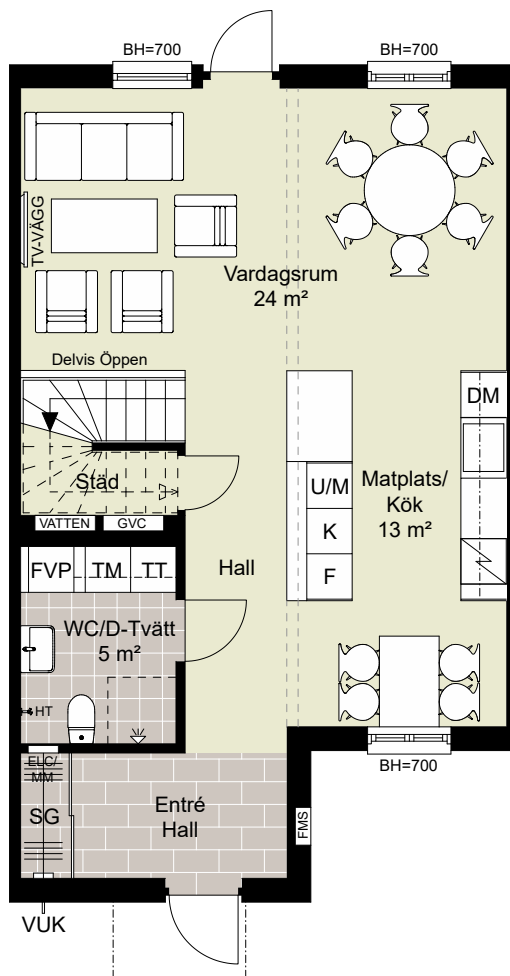 BH=700
BH=700
TV-VÄGG
Vardagsrum
24 m²
Delvis Öppen
DM
Städ
U/M
Matplats/
Kök
13 m²
K
VATTEN
GVC
F
FVP
TM
TT
Hall
WC/D-Tvätt
5 m²
HT
ELC/
MM
BH=700
Entré
Hall
SG
FMS
VUK